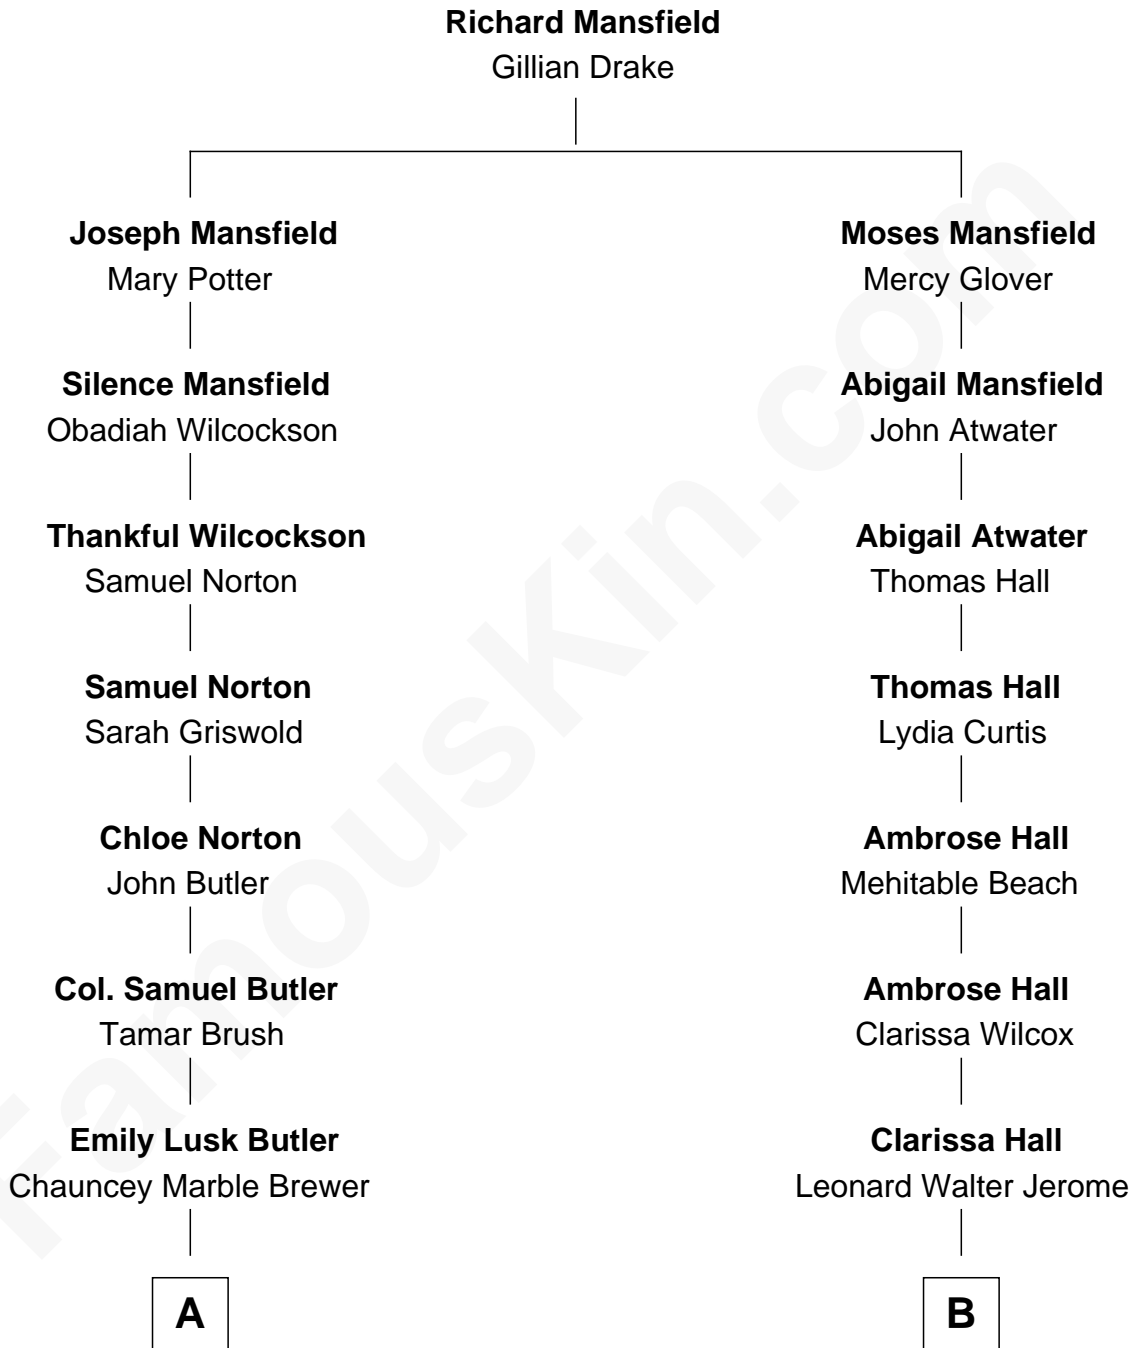 Richard Mansfield
Gillian Drake
Joseph Mansfield
Mary Potter
Moses Mansfield
Mercy Glover
Silence Mansfield
Obadiah Wilcockson
Abigail Mansfield
John Atwater
Thankful Wilcockson
Samuel Norton
Abigail Atwater
Thomas Hall
Samuel Norton
Sarah Griswold
Thomas Hall
Lydia Curtis
Chloe Norton
John Butler
Ambrose Hall
Mehitable Beach
Col. Samuel Butler
Tamar Brush
Ambrose Hall
Clarissa Wilcox
Emily Lusk Butler
Chauncey Marble Brewer
Clarissa Hall
Leonard Walter Jerome
A
B
FamousKin.com